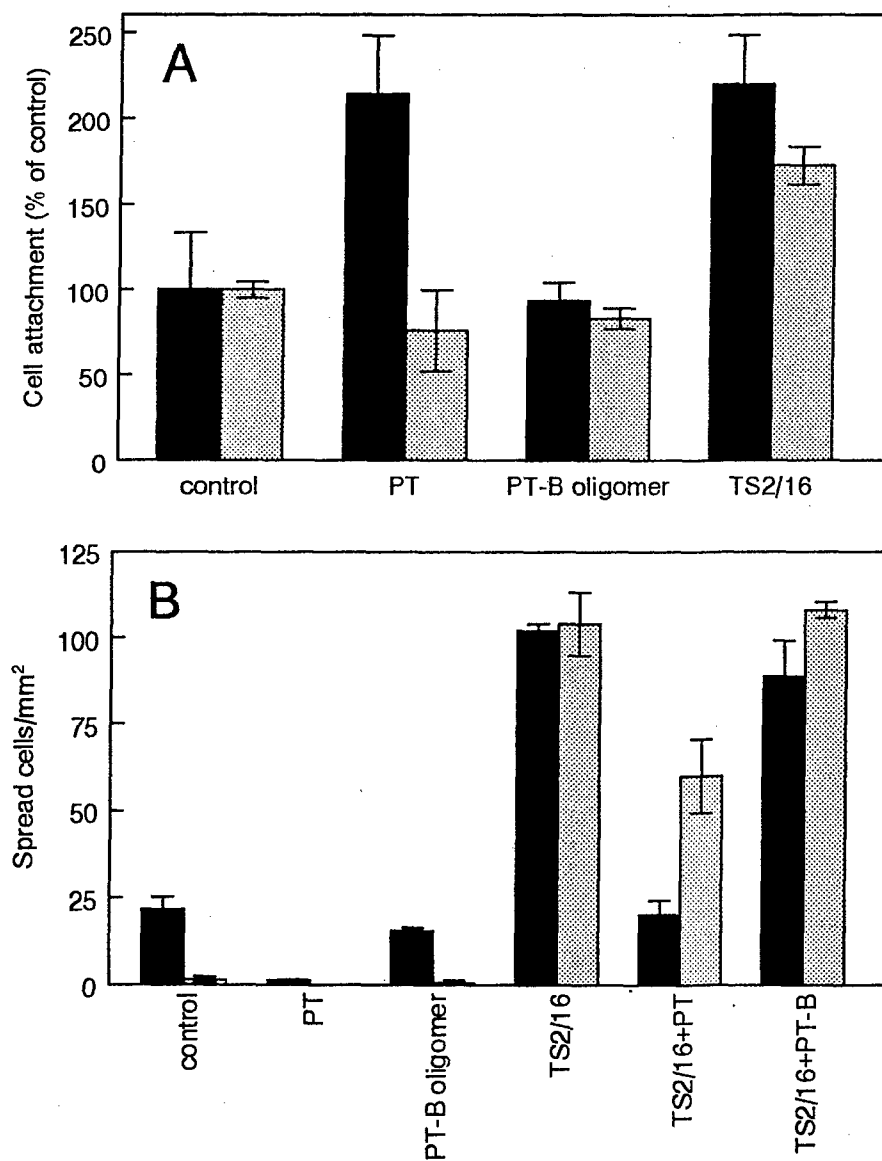 A
Cell attachment (% of control)
250
200
150
100
50
0
control
PT
PT-B oligomer
TS2/16
B
Spread cells/mm²
125
100
75
50
25
0
control
PT
PT-B oligomer
TS2/16
TS2/16+PT
TS2/16+PT-B